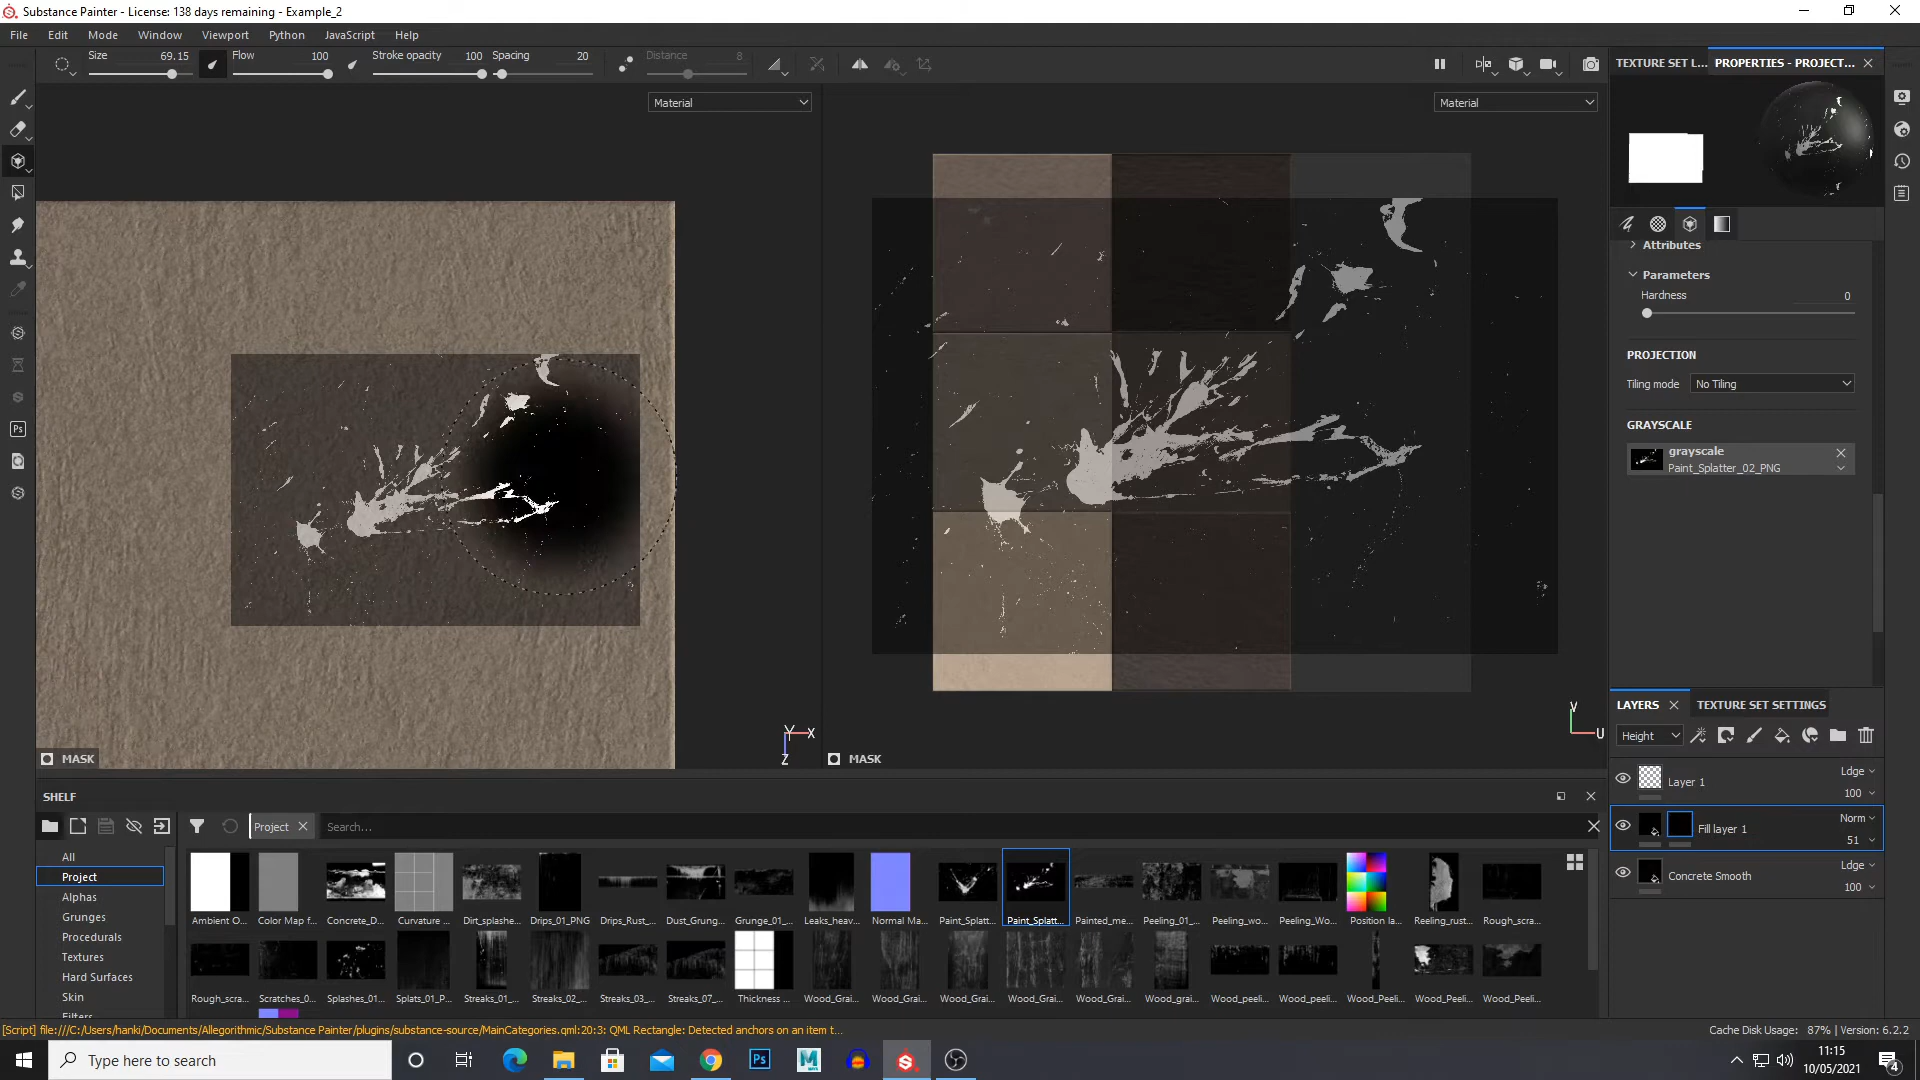 Substance Painter - License: 138 days remaining - Example_2
File Edit Mode Window Viewport Python JavaScript Help
Size 69.15 Flow 100 Stroke opacity 100 Spacing 20 Distance 8
TEXTURE SET L... PROPERTIES - PROJECT...
Material
Material
Attributes
Parameters
Hardness 0
PROJECTION
Tiling mode No Tiling
GRAYSCALE
grayscale
Paint_Splatter_02_PNG
LAYERS TEXTURE SET SETTINGS
Height
Ldge
Layer 1
100
Norm
Fill layer 1
51
Ldge
Concrete Smooth
100
Y X
Z
V
U
MASK
MASK
SHELF
Project Search...
All
Project
Alphas
Grunges
Procedurals
Textures
Hard Surfaces
Skin
Filters
Ambient O... Color Map f... Concrete_D... Curvature ... Dirt_splashe... Drips_01_PNG Drips_Rust_... Dust_Grung... Grunge_01_... Leaks_heav... Normal Ma... Paint_Splatt... Paint_Splatt... Painted_me... Peeling_01_... Peeling_wo... Peeling_Wo... Position la... Reeling_rust... Rough_scra...
Rough_scra... Scratches_0... Splashes_01... Splats_01_P... Streaks_01_... Streaks_02_... Streaks_03_... Streaks_07_... Thickness ... Wood_Grai... Wood_Grai... Wood_Grai... Wood_Grai... Wood_Grai... Wood_grai... Wood_peeli... Wood_peeli... Wood_Peeli... Wood_Peeli... Wood_Peeli...
[Script] file:///C:/Users/hanki/Documents/Allegorithmic/Substance Painter/plugins/substance-source/MainCategories.qml:20:3: QML Rectangle: Detected anchors on an item t...
Cache Disk Usage: 87% | Version: 6.2.2
Type here to search
Ps
11:15
10/05/2021
4